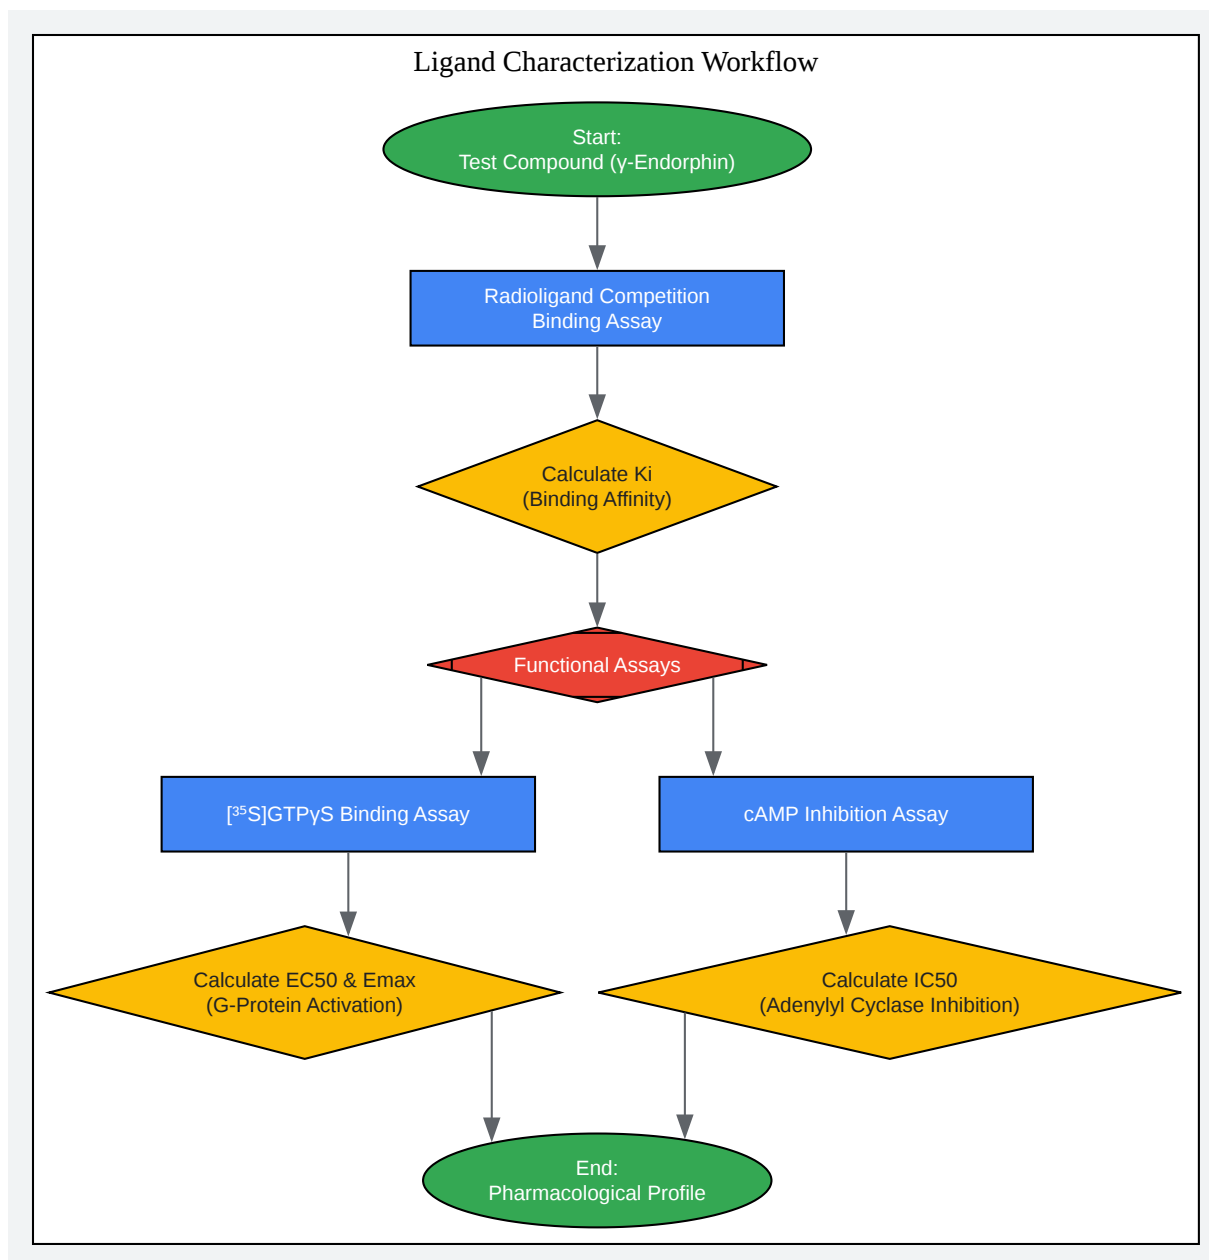 Ligand Characterization Workflow
Start:
Test Compound (γ-Endorphin)
Radioligand Competition
Binding Assay
Calculate Ki
(Binding Affinity)
Functional Assays
[³⁵S]GTPγS Binding Assay
cAMP Inhibition Assay
Calculate EC50 & Emax
(G-Protein Activation)
Calculate IC50
(Adenylyl Cyclase Inhibition)
End:
Pharmacological Profile